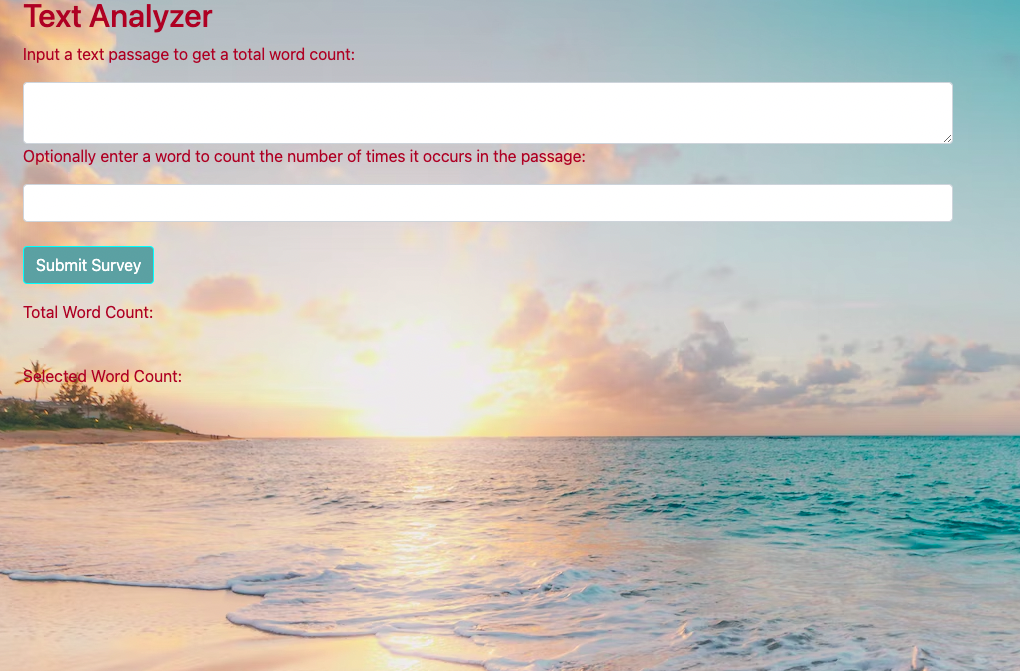 Text Analyzer
Input a text passage to get a total word count:
Optionally enter a word to count the number of times it occurs in the passage:
Submit Survey
Total Word Count:
Selected Word Count: